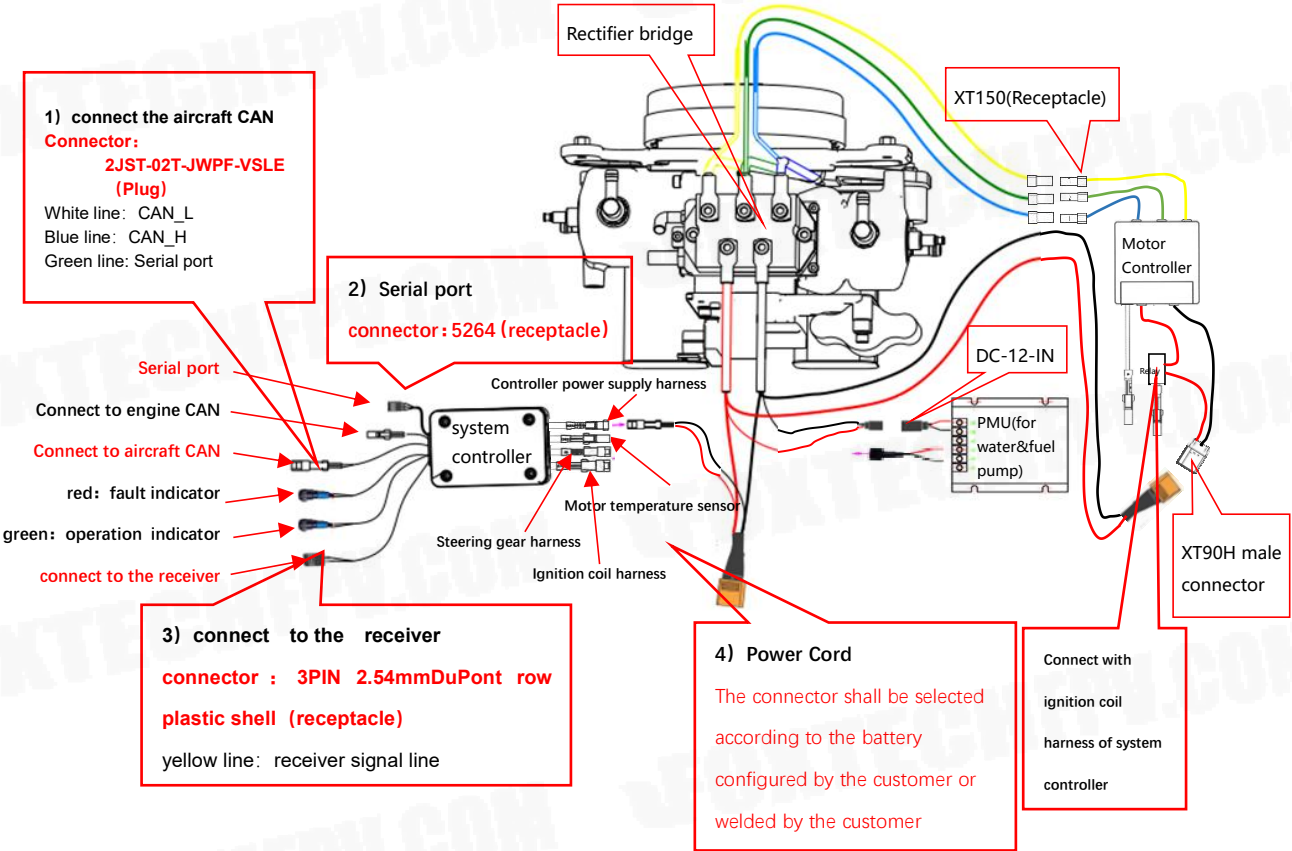 Rectifier bridge
XT150(Receptacle)
1) connect the aircraft CAN
Connector:
2JST-02T-JWPF-VSLE
(Plug)
White line: CAN_L
Blue line: CAN_H
Green line: Serial port
2) Serial port
connector:5264(receptacle)
Motor
Controller
Relay
DC-12-IN
PMU(for
water&fuel
pump)
Serial port
Connect to engine CAN
Connect to aircraft CAN
red: fault indicator
green: operation indicator
connect to the receiver
system
controller
Controller power supply harness
Motor temperature sensor
Steering gear harness
Ignition coil harness
XT90H male
connector
3) connect to the receiver
connector : 3PIN 2.54mmDuPont row
plastic shell (receptacle)
yellow line: receiver signal line
4) Power Cord
The connector shall be selected
according to the battery
configured by the customer or
welded by the customer
Connect with
ignition coil
harness of system
controller